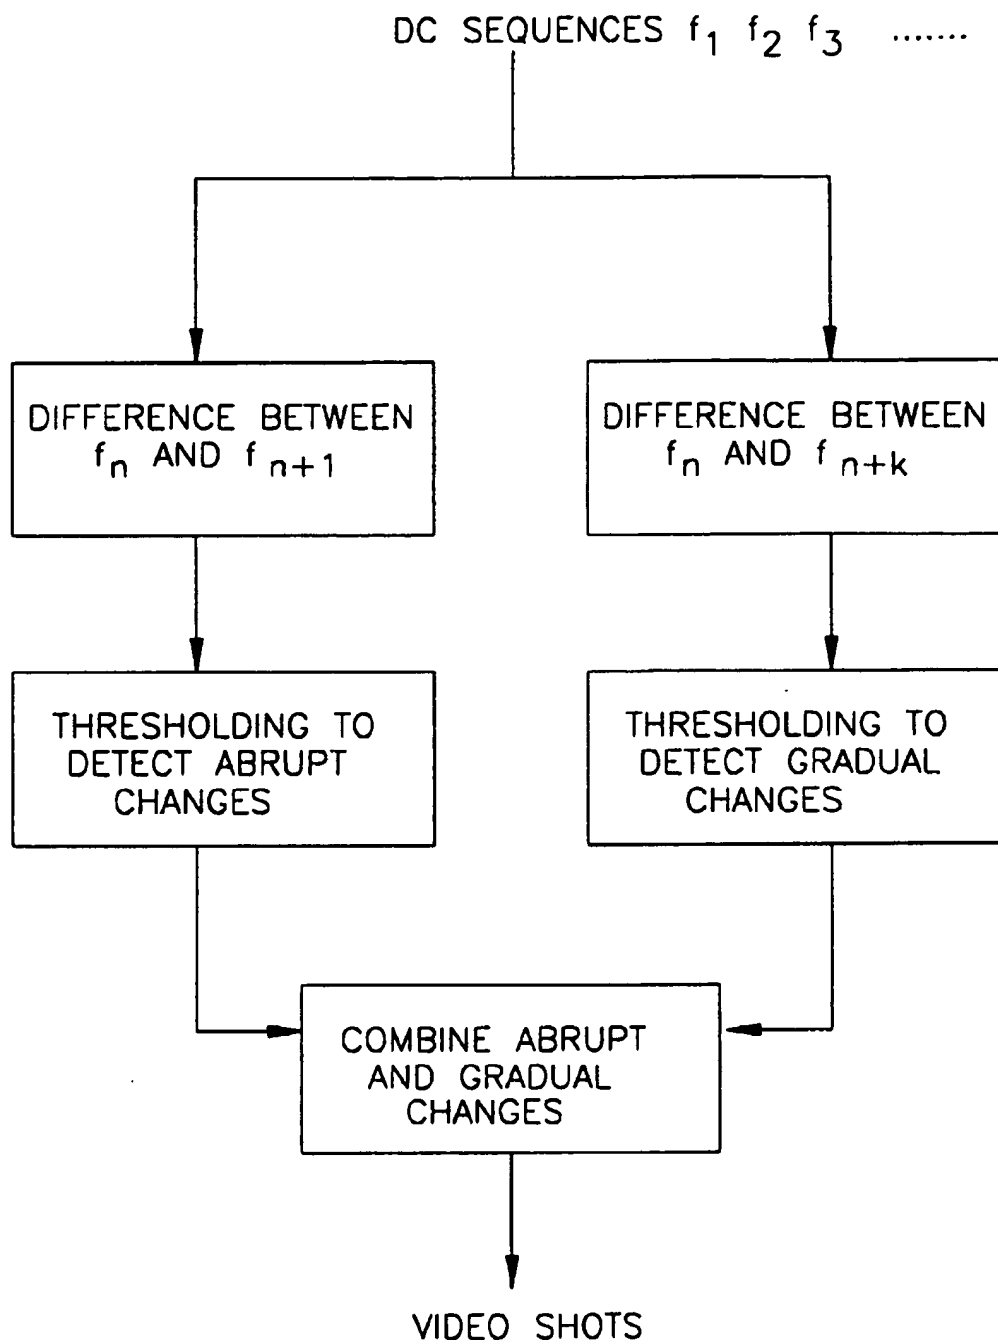 DC SEQUENCES f1 f2 f3 .......
DIFFERENCE BETWEEN
fn AND fn+1
DIFFERENCE BETWEEN
fn AND fn+k
THRESHOLDING TO
DETECT ABRUPT
CHANGES
THRESHOLDING TO
DETECT GRADUAL
CHANGES
COMBINE ABRUPT
AND GRADUAL
CHANGES
VIDEO SHOTS